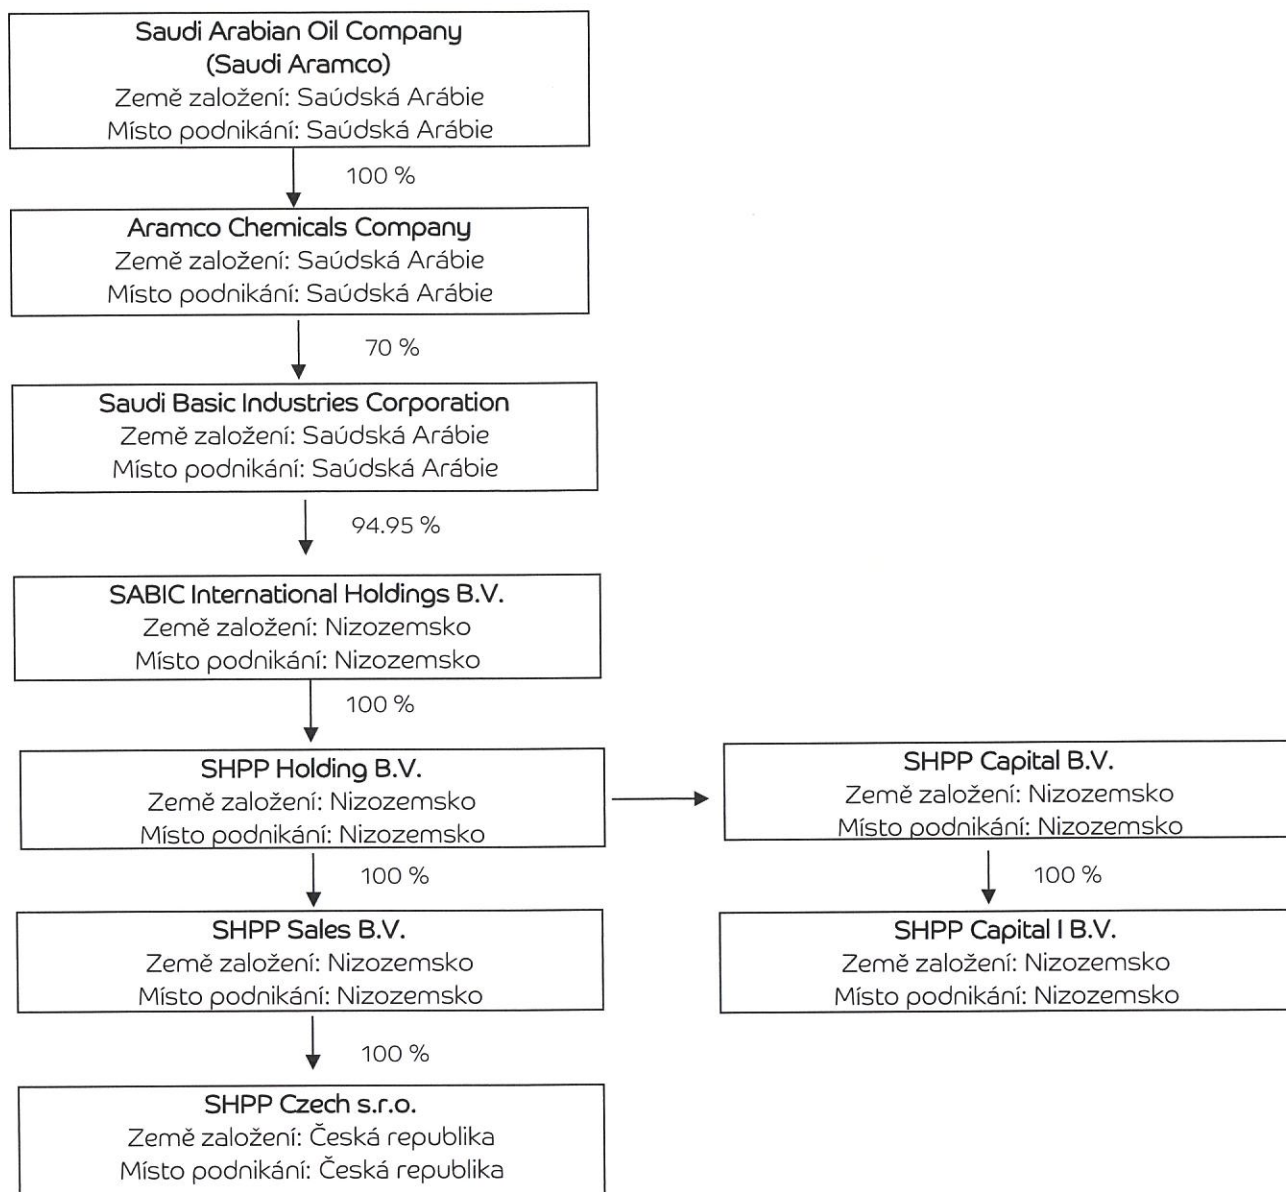 Saudi Arabian Oil Company
(Saudi Aramco)
Země založení: Saúdská Arábie
Místo podnikání: Saúdská Arábie
100 %
Aramco Chemicals Company
Země založení: Saúdská Arábie
Místo podnikání: Saúdská Arábie
70 %
Saudi Basic Industries Corporation
Země založení: Saúdská Arábie
Místo podnikání: Saúdská Arábie
94.95 %
SABIC International Holdings B.V.
Země založení: Nizozemsko
Místo podnikání: Nizozemsko
100 %
SHPP Holding B.V.
Země založení: Nizozemsko
Místo podnikání: Nizozemsko
SHPP Capital B.V.
Země založení: Nizozemsko
Místo podnikání: Nizozemsko
100 %
100 %
SHPP Sales B.V.
Země založení: Nizozemsko
Místo podnikání: Nizozemsko
SHPP Capital I B.V.
Země založení: Nizozemsko
Místo podnikání: Nizozemsko
100 %
SHPP Czech s.r.o.
Země založení: Česká republika
Místo podnikání: Česká republika